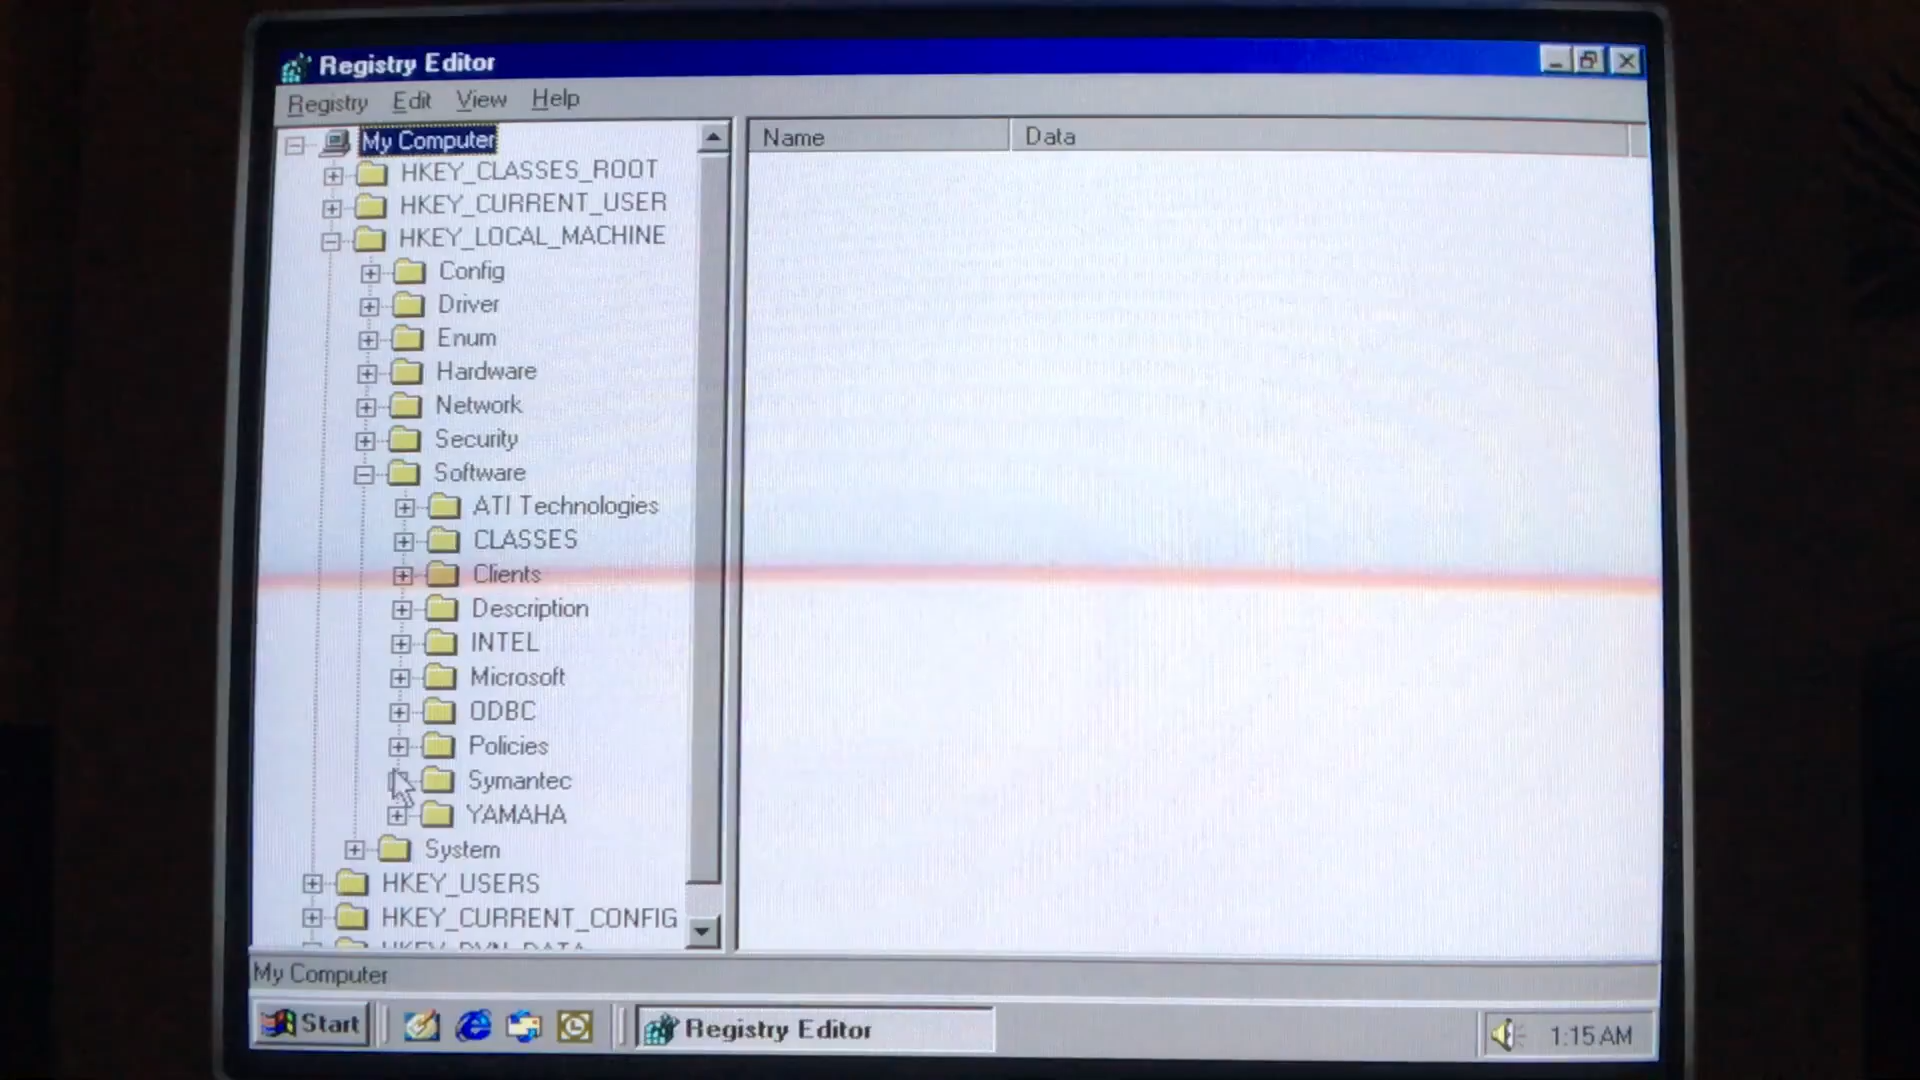 Registry Editor
Registry Edit View Help
My Computer
Name Data
HKEY_CLASSES_ROOT
HKEY_CURRENT_USER
HKEY_LOCAL_MACHINE
Config
Driver
Enum
Hardware
Network
Security
Software
ATI Technologies
CLASSES
Clients
Description
INTEL
Microsoft
ODBC
Policies
Symantec
YAMAHA
System
HKEY_USERS
HKEY_CURRENT_CONFIG
HKEY_DYN_DATA
My Computer
Start Registry Editor 1:15 AM